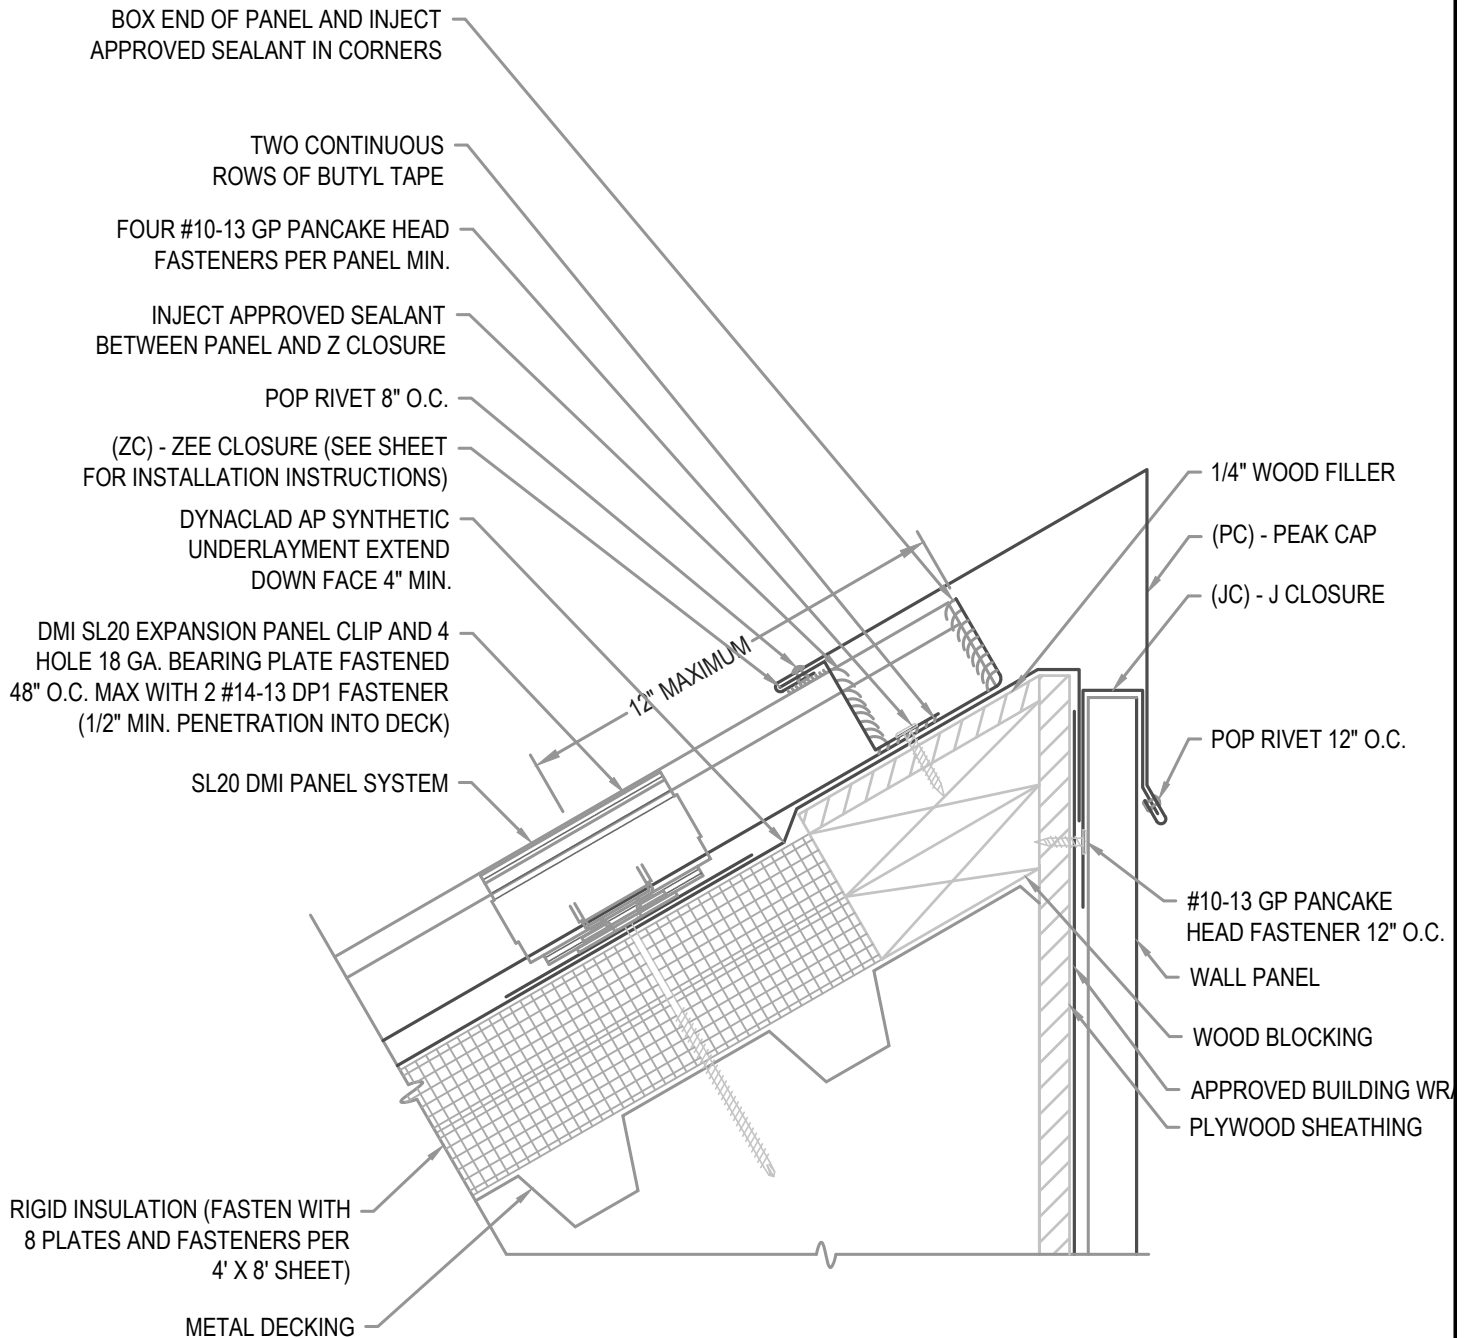 BOX END OF PANEL AND INJECT
APPROVED SEALANT IN CORNERS
TWO CONTINUOUS
ROWS OF BUTYL TAPE
FOUR #10-13 GP PANCAKE HEAD
FASTENERS PER PANEL MIN.
INJECT APPROVED SEALANT
BETWEEN PANEL AND Z CLOSURE
POP RIVET 8" O.C.
(ZC) - ZEE CLOSURE (SEE SHEET
FOR INSTALLATION INSTRUCTIONS)
DYNACLAD AP SYNTHETIC
UNDERLAYMENT EXTEND
DOWN FACE 4" MIN.
DMI SL20 EXPANSION PANEL CLIP AND 4
HOLE 18 GA. BEARING PLATE FASTENED
48" O.C. MAX WITH 2 #14-13 DP1 FASTENER
(1/2" MIN. PENETRATION INTO DECK)
SL20 DMI PANEL SYSTEM
12" MAXIMUM
RIGID INSULATION (FASTEN WITH
8 PLATES AND FASTENERS PER
4' X 8' SHEET)
METAL DECKING
1/4" WOOD FILLER
(PC) - PEAK CAP
(JC) - J CLOSURE
POP RIVET 12" O.C.
#10-13 GP PANCAKE
HEAD FASTENER 12" O.C.
WALL PANEL
WOOD BLOCKING
APPROVED BUILDING
PLYWOOD SHEATHING